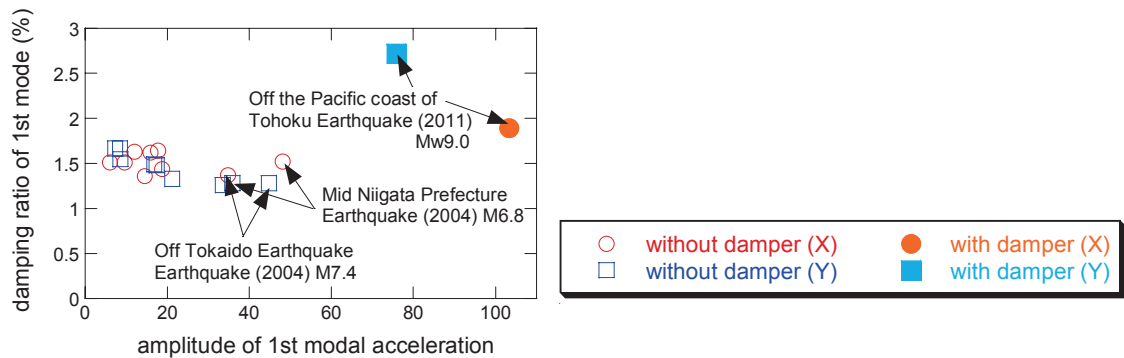 damping ratio of 1st mode (%)
3
2.5
2
1.5
1
0.5
0
0 20 40 60 80 100
amplitude of 1st modal acceleration
Off the Pacific coast of
Tohoku Earthquake (2011)
Mw9.0
Mid Niigata Prefecture
Earthquake (2004) M6.8
Off Tokaido Earthquake
Earthquake (2004) M7.4
without damper (X) with damper (X)
without damper (Y) with damper (Y)